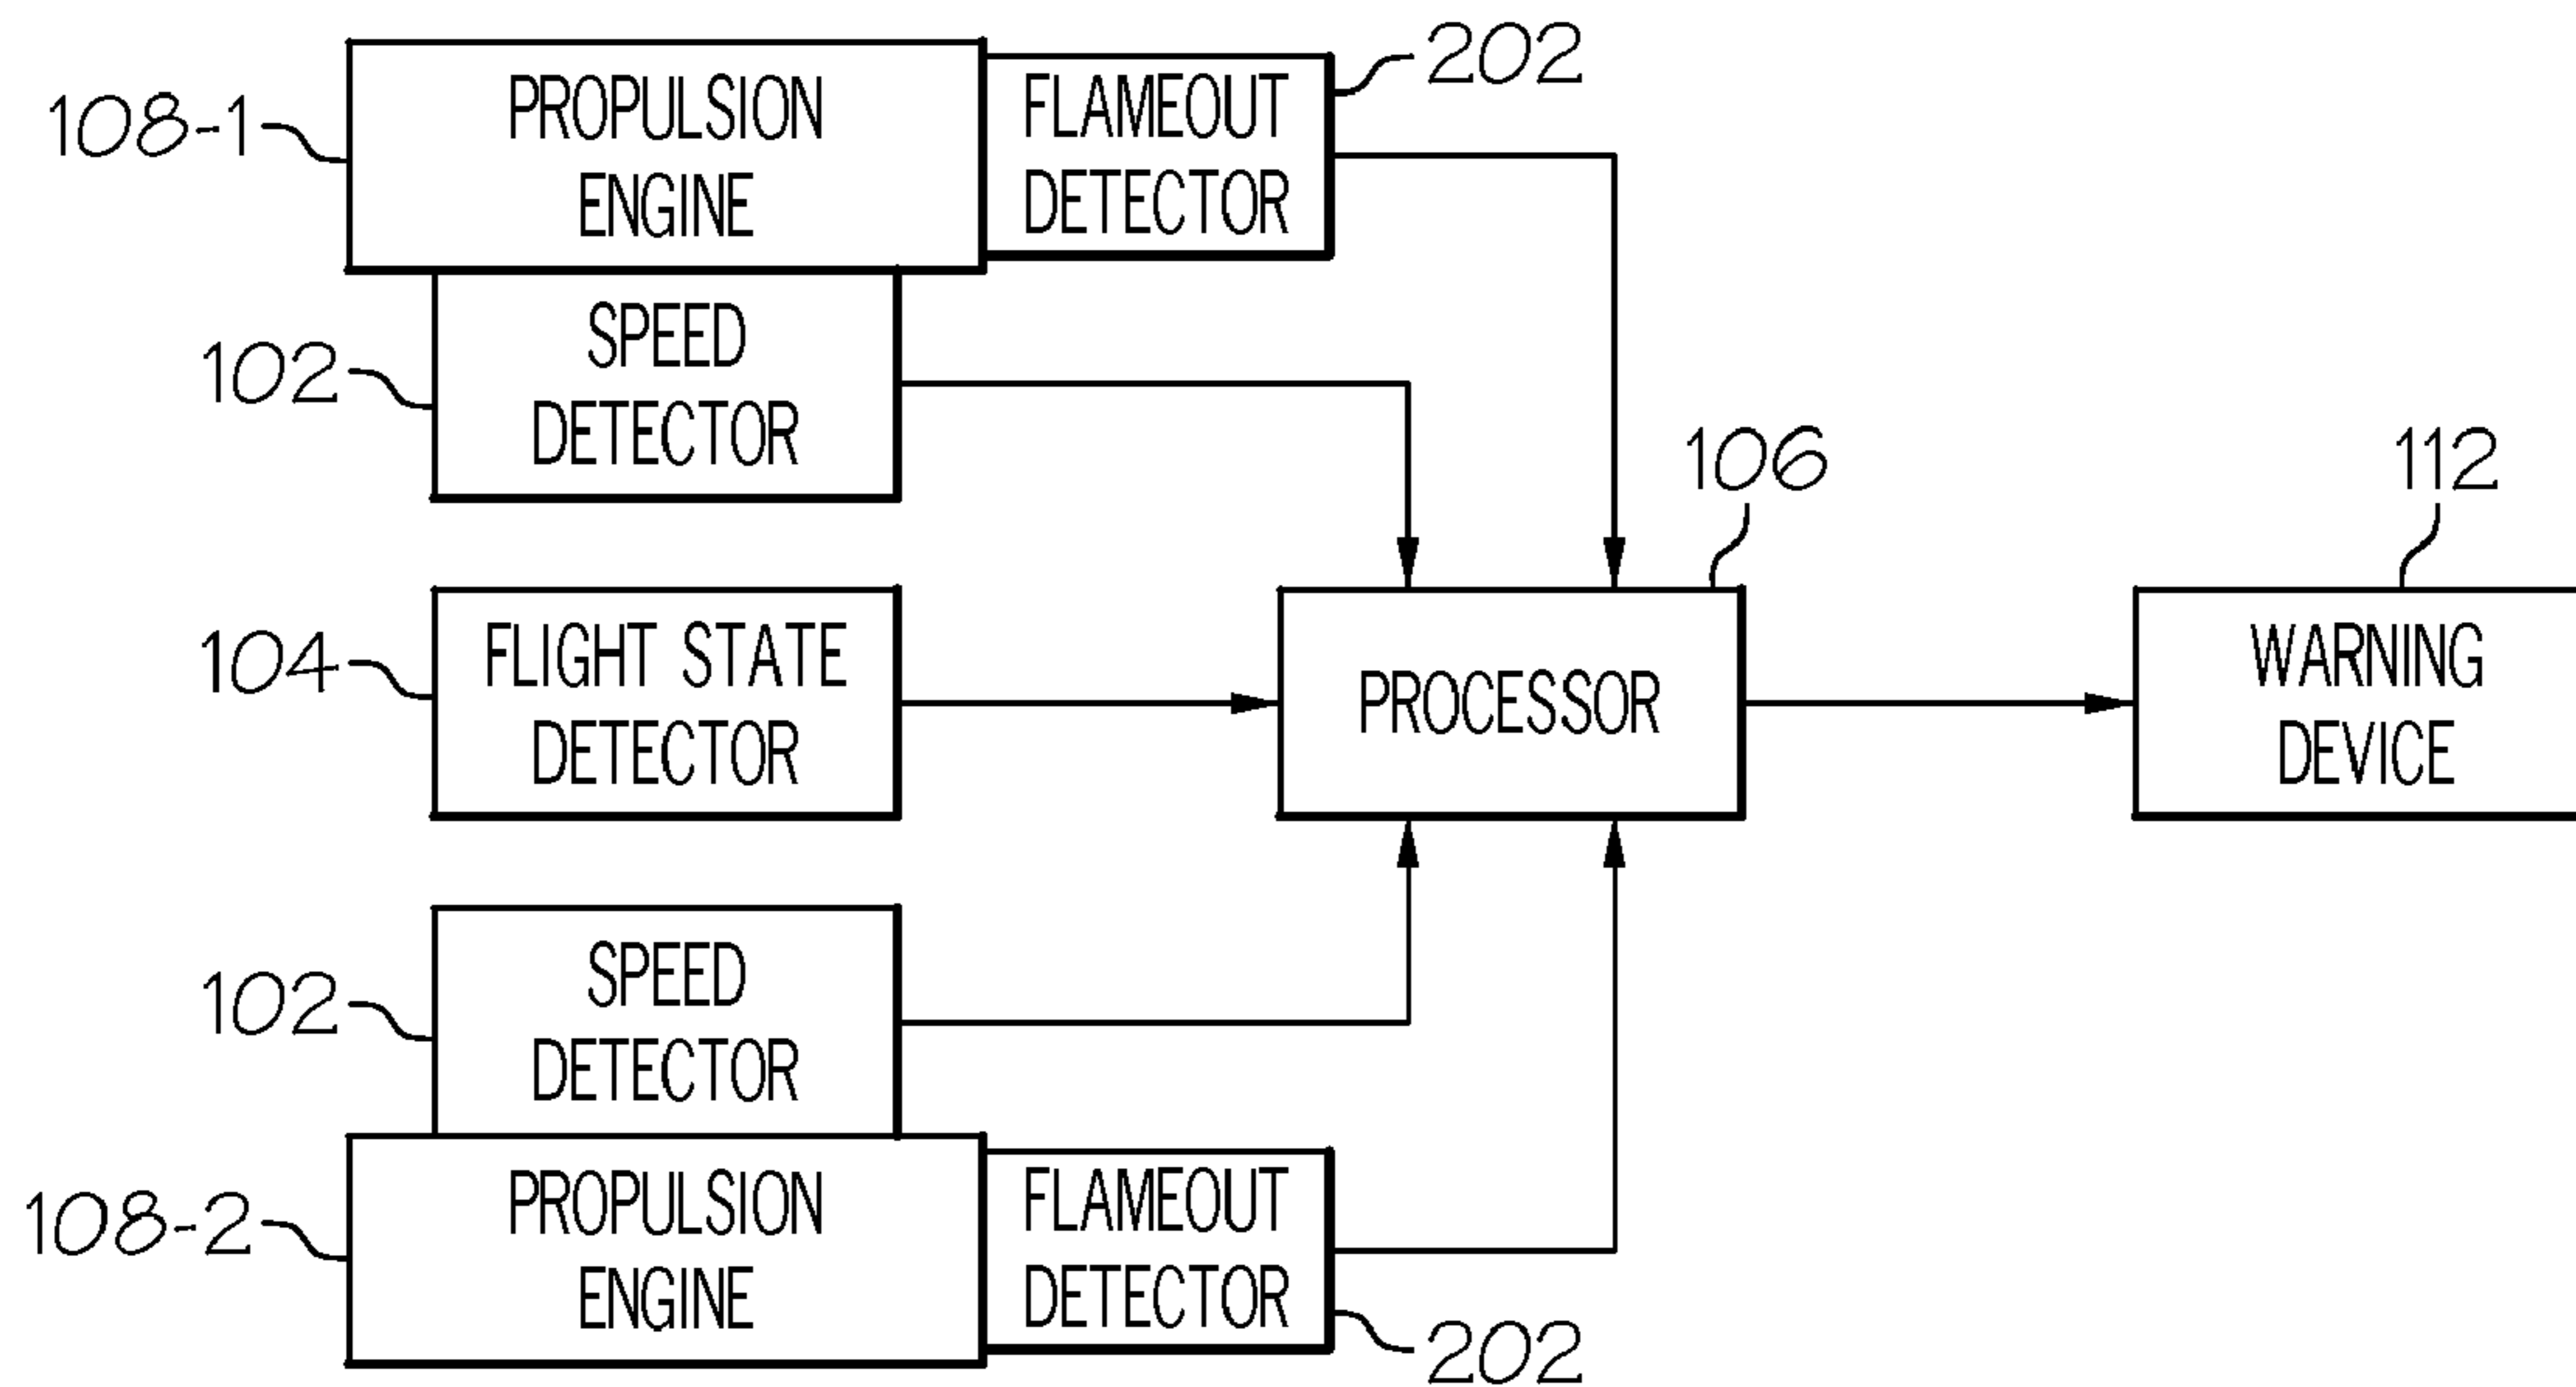 202
PROPULSION
ENGINE
FLAMEOUT
DETECTOR
108-1
SPEED
DETECTOR
102
106
112
FLIGHT STATE
DETECTOR
104
PROCESSOR
WARNING
DEVICE
SPEED
DETECTOR
102
PROPULSION
ENGINE
FLAMEOUT
DETECTOR
108-2
202